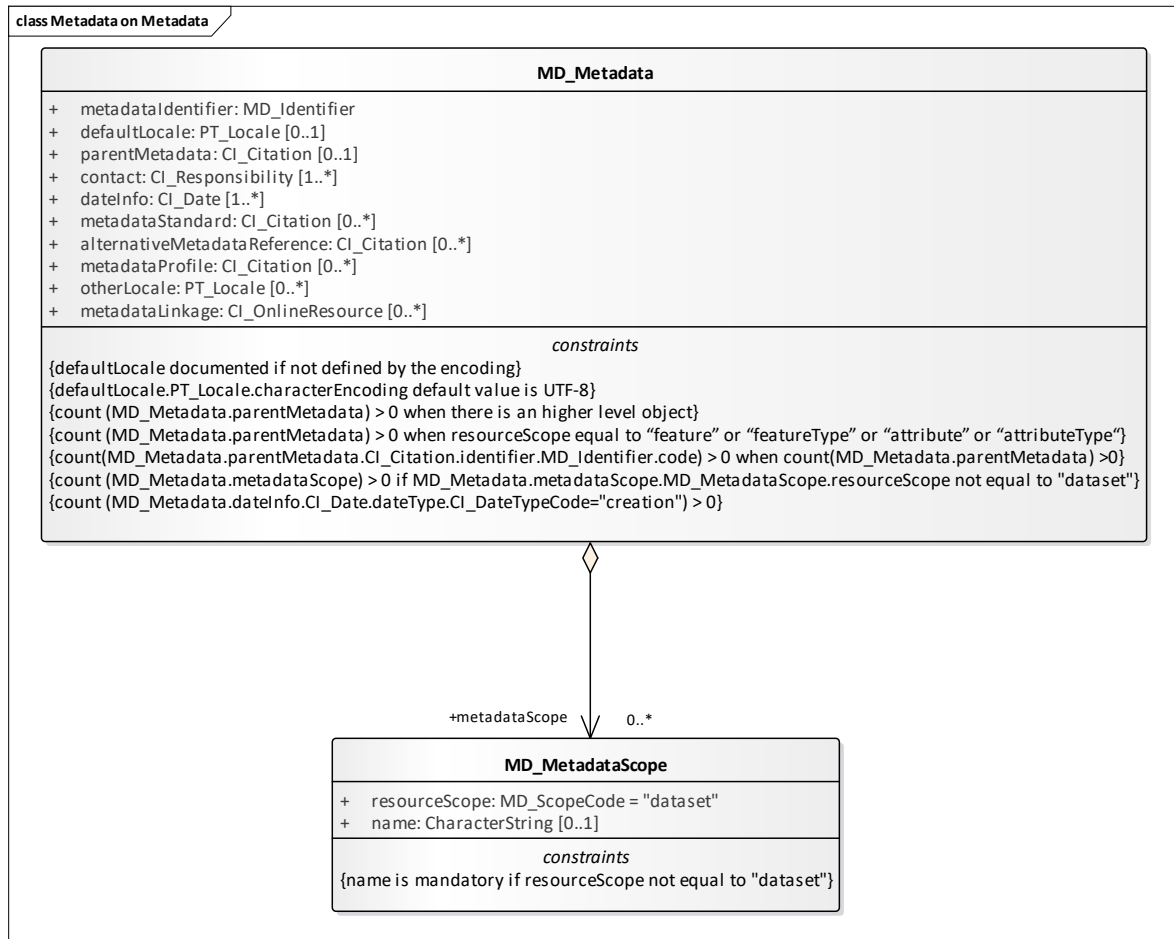 class Metadata on Metadata
MD_Metadata
+ metadataIdentifier: MD_Identifier
+ defaultLocale: PT_Locale [0..1]
+ parentMetadata: CI_Citation [0..1]
+ contact: CI_Responsibility [1..*]
+ dateInfo: CI_Date [1..*]
+ metadataStandard: CI_Citation [0..*]
+ alternativeMetadataReference: CI_Citation [0..*]
+ metadataProfile: CI_Citation [0..*]
+ otherLocale: PT_Locale [0..*]
+ metadataLinkage: CI_OnlineResource [0..*]
constraints
{defaultLocale documented if not defined by the encoding}
{defaultLocale.PT_Locale.characterEncoding default value is UTF-8}
{count (MD_Metadata.parentMetadata) > 0 when there is an higher level object}
{count (MD_Metadata.parentMetadata) > 0 when resourceScope equal to “feature” or “featureType” or “attribute” or “attributeType“}
{count(MD_Metadata.parentMetadata.CI_Citation.identifier.MD_Identifier.code) > 0 when count(MD_Metadata.parentMetadata) >0}
{count (MD_Metadata.metadataScope) > 0 if MD_Metadata.metadataScope.MD_MetadataScope.resourceScope not equal to "dataset"}
{count (MD_Metadata.dateInfo.CI_Date.dateType.CI_DateTypeCode="creation") > 0}
+metadataScope 0..*
MD_MetadataScope
+ resourceScope: MD_ScopeCode = "dataset"
+ name: CharacterString [0..1]
constraints
{name is mandatory if resourceScope not equal to "dataset"}